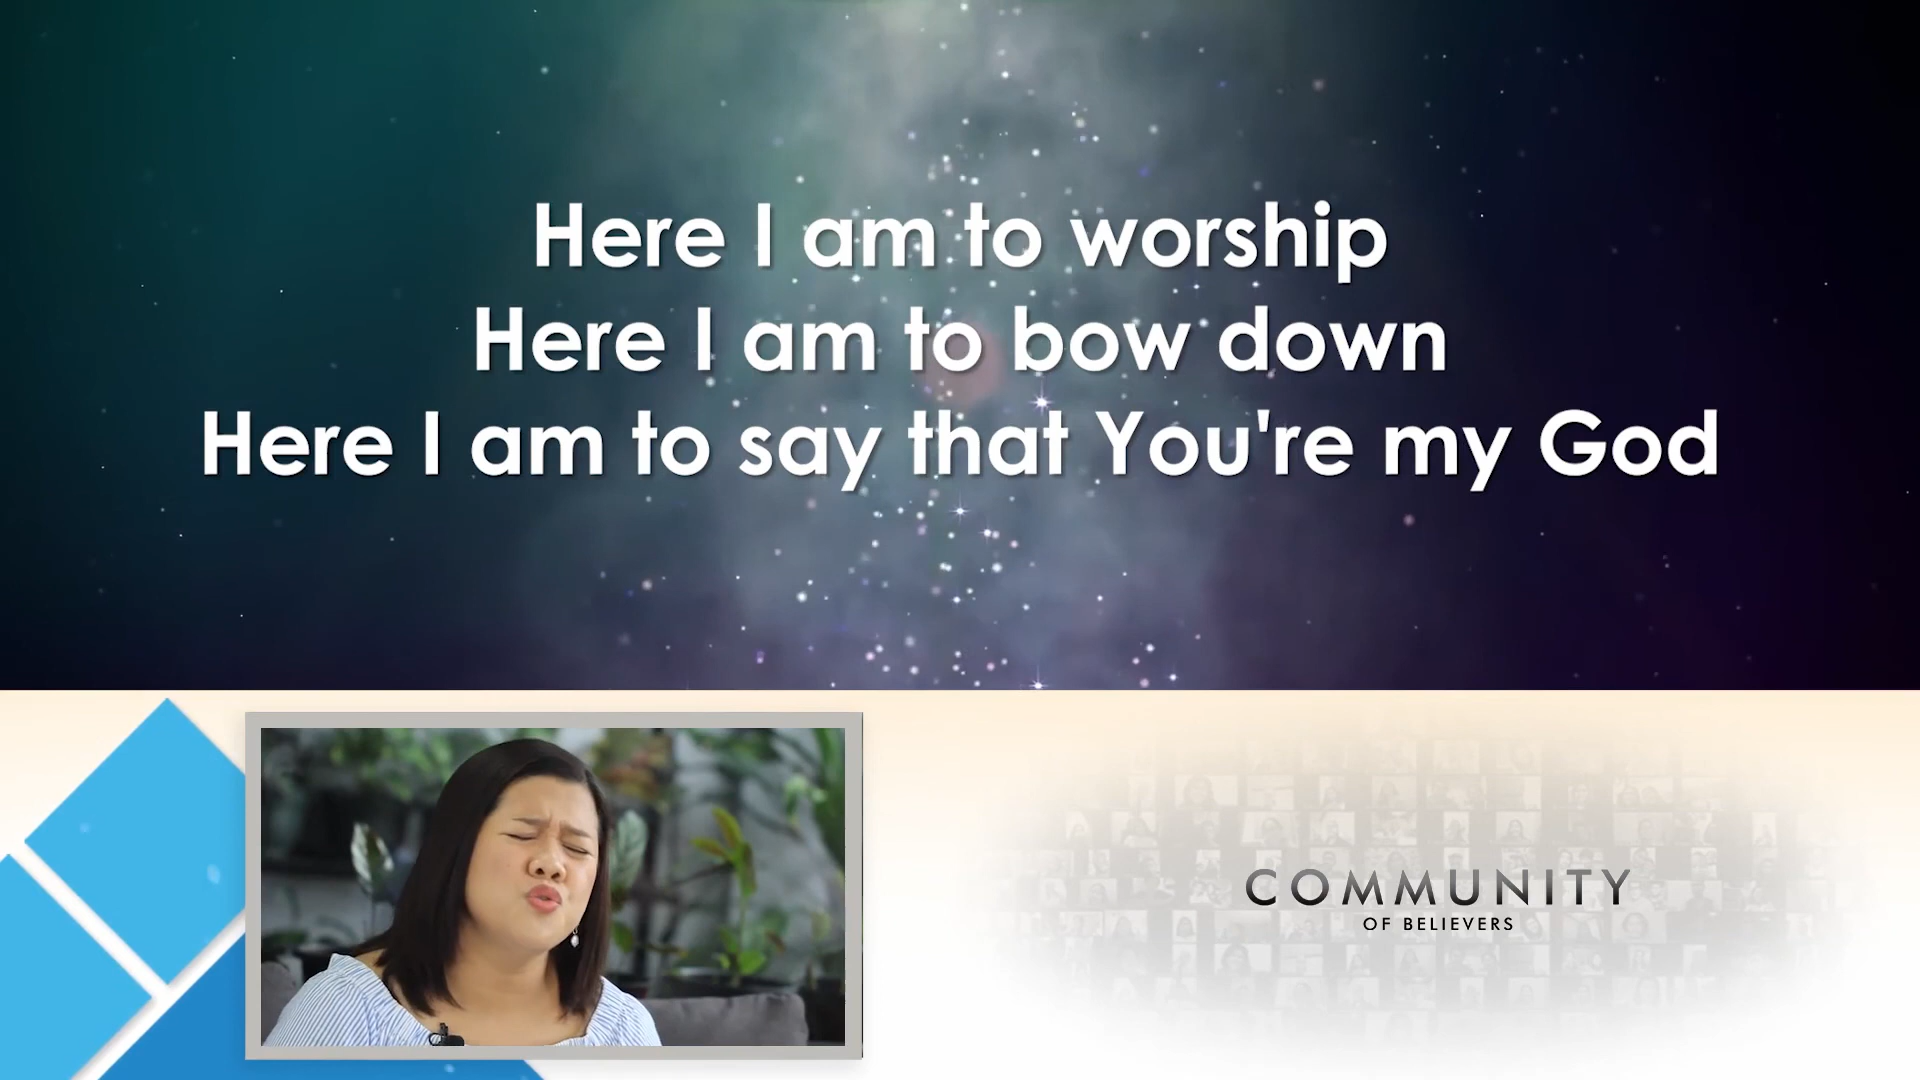 Here I am to worship
Here I am to bow down
Here I am to say that You're my God
COMMUNITY
OF BELIEVERS